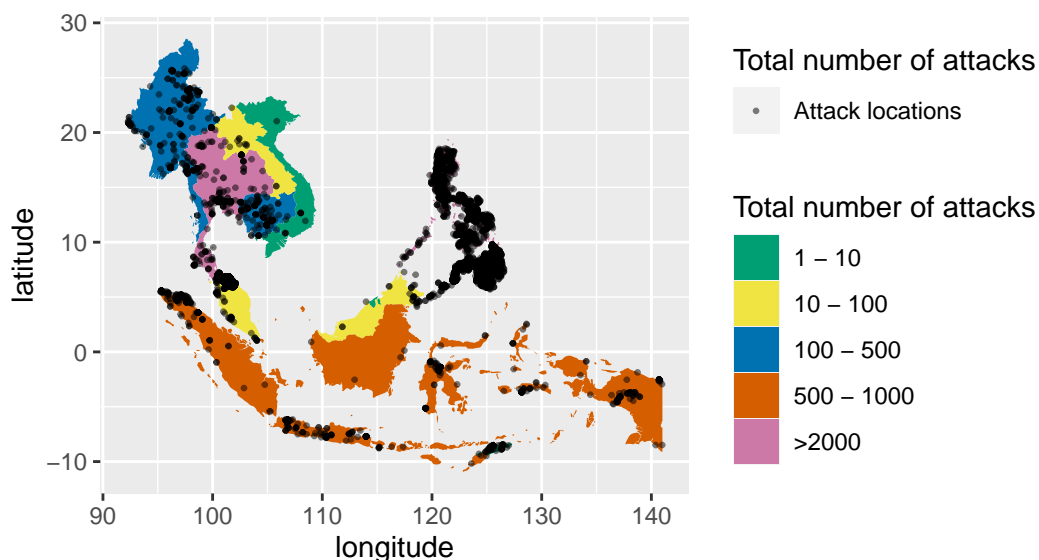 30
20
10
0
−10
90
100
110
120
130
140
longitude
latitude
Total number of attacks
Attack locations
Total number of attacks
1 − 10
10 − 100
100 − 500
500 − 1000
>2000